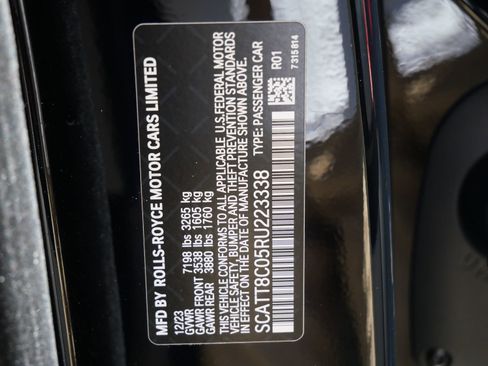 MFD BY ROLLS-ROYCE MOTOR CARS LIMITED
12/23
GVWR 7198 lbs 3265 kg
GAWR FRONT 3538 lbs 1605 kg
GAWR REAR 3880 lbs 1760 kg
THIS VEHICLE CONFORMS TO ALL APPLICABLE U.S.FEDERAL MOTOR
VEHICLE SAFETY, BUMPER AND THEFT PREVENTION STANDARDS
IN EFFECT ON THE DATE OF MANUFACTURE SHOWN ABOVE.
SCATT8C05RU223338 TYPE: PASSENGER CAR
R01
7315814